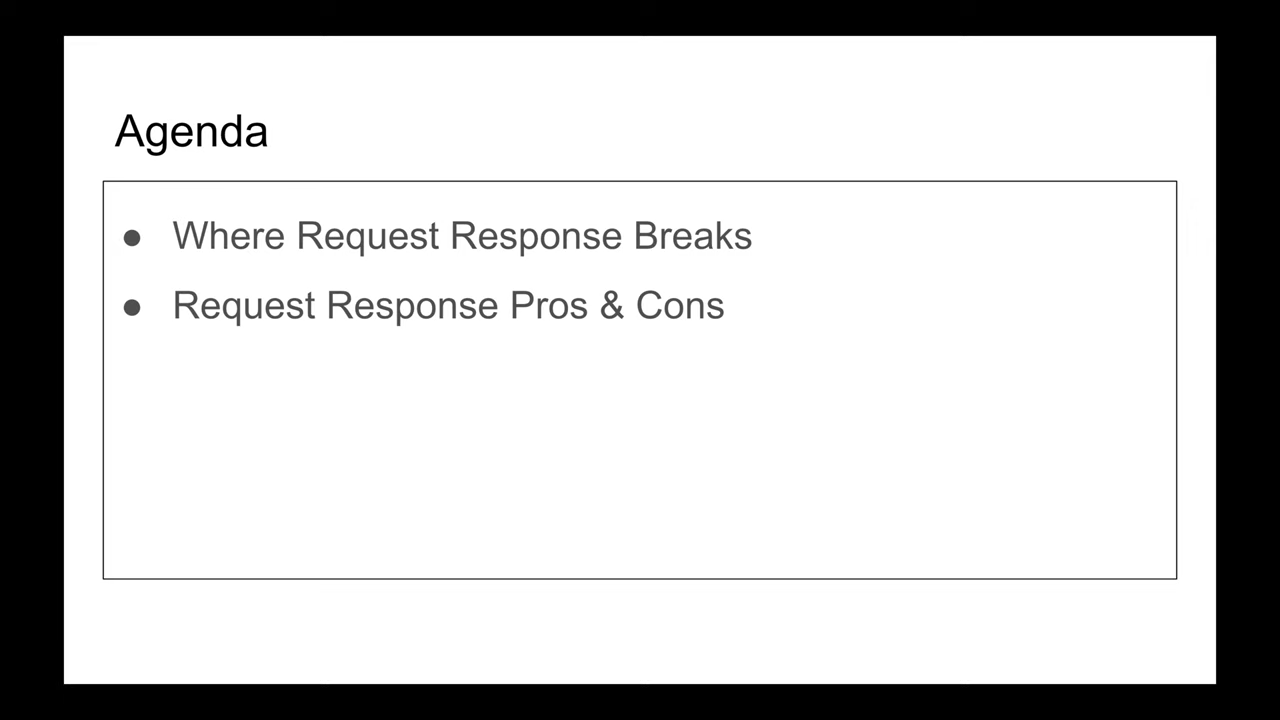 Agenda
● Where Request Response Breaks
● Request Response Pros & Cons